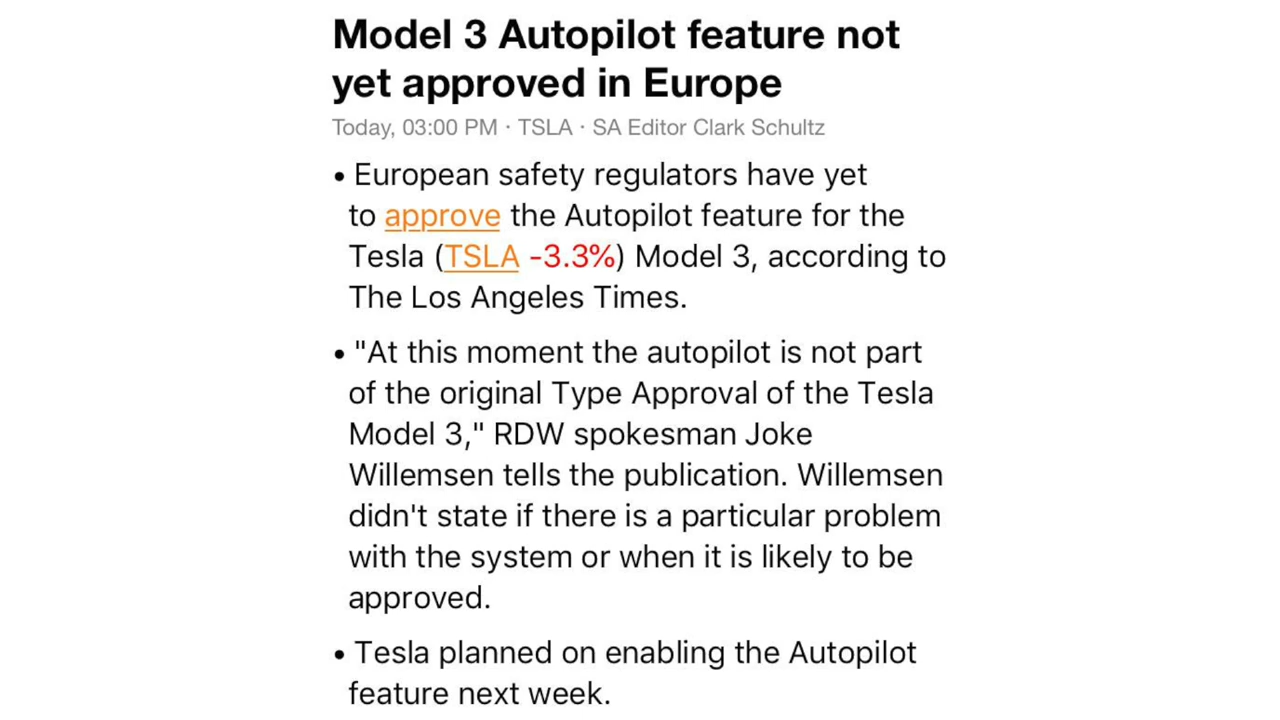 Model 3 Autopilot feature not
yet approved in Europe
Today, 03:00 PM · TSLA · SA Editor Clark Schultz
• European safety regulators have yet
to approve the Autopilot feature for the
Tesla (TSLA -3.3%) Model 3, according to
The Los Angeles Times.
• "At this moment the autopilot is not part
of the original Type Approval of the Tesla
Model 3," RDW spokesman Joke
Willemsen tells the publication. Willemsen
didn't state if there is a particular problem
with the system or when it is likely to be
approved.
• Tesla planned on enabling the Autopilot
feature next week.